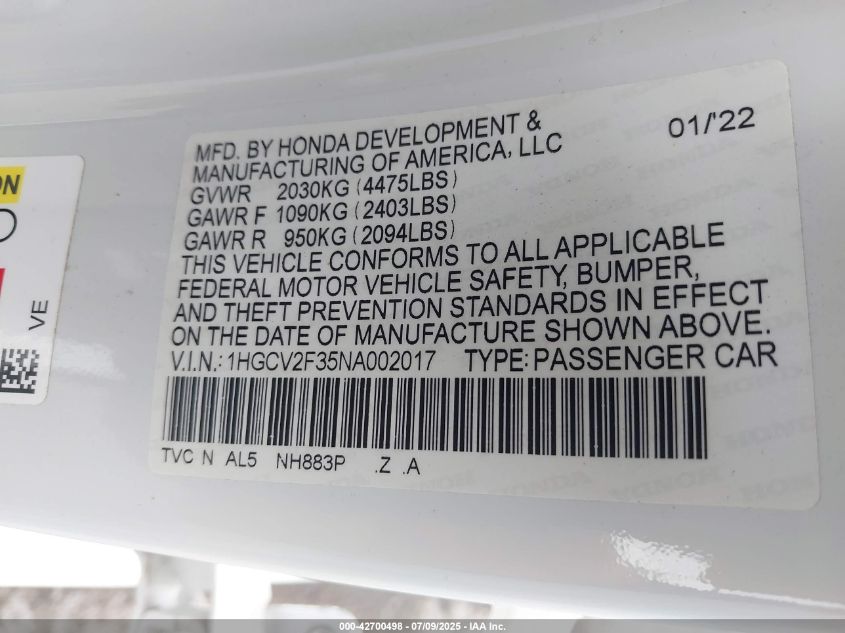 ON
VE
01/'22
MFD. BY HONDA DEVELOPMENT &
MANUFACTURING OF AMERICA, LLC
GVWR 2030KG (4475LBS)
GAWR F 1090KG (2403LBS)
GAWR R 950KG (2094LBS)
THIS VEHICLE CONFORMS TO ALL APPLICABLE
FEDERAL MOTOR VEHICLE SAFETY, BUMPER,
AND THEFT PREVENTION STANDARDS IN EFFECT
ON THE DATE OF MANUFACTURE SHOWN ABOVE.
V.I.N.: 1HGCV2F35NA002017 TYPE: PASSENGER CAR
TVC N AL5 NH883P .Z .A
000-42700498 - 07/09/2025 - IAA Inc.